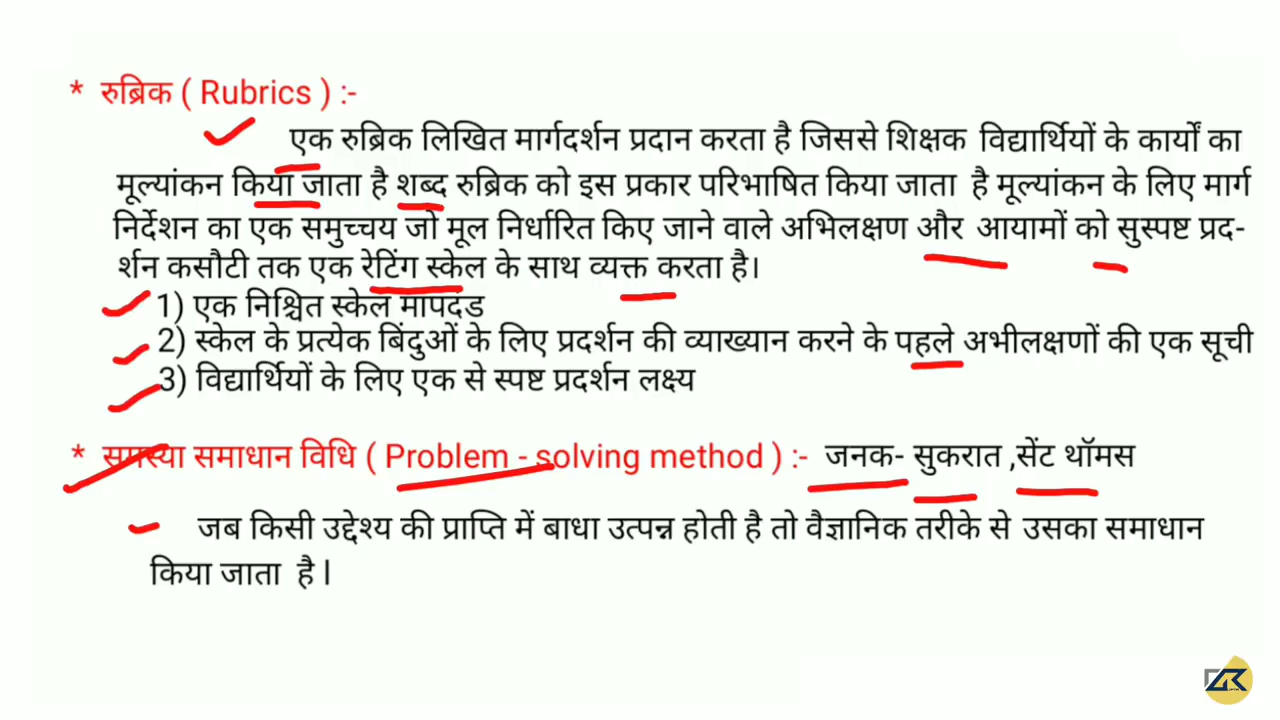 * रुब्रिक ( Rubrics ) :-
एक रुब्रिक लिखित मार्गदर्शन प्रदान करता है जिससे शिक्षक विद्यार्थियों के कार्यों का
मूल्यांकन किया जाता है शब्द रुब्रिक को इस प्रकार परिभाषित किया जाता है मूल्यांकन के लिए मार्ग
निर्देशन का एक समुच्चय जो मूल निर्धारित किए जाने वाले अभिलक्षण और आयामों को सुस्पष्ट प्रद-
र्शन कसौटी तक एक रेटिंग स्केल के साथ व्यक्त करता है।
1) एक निश्चित स्केल मापदंड
2) स्केल के प्रत्येक बिंदुओं के लिए प्रदर्शन की व्याख्यान करने के पहले अभीलक्षणों की एक सूची
3) विद्यार्थियों के लिए एक से स्पष्ट प्रदर्शन लक्ष्य
* समस्या समाधान विधि ( Problem - solving method ) :- जनक- सुकरात ,सेंट थॉमस
जब किसी उद्देश्य की प्राप्ति में बाधा उत्पन्न होती है तो वैज्ञानिक तरीके से उसका समाधान
किया जाता है l